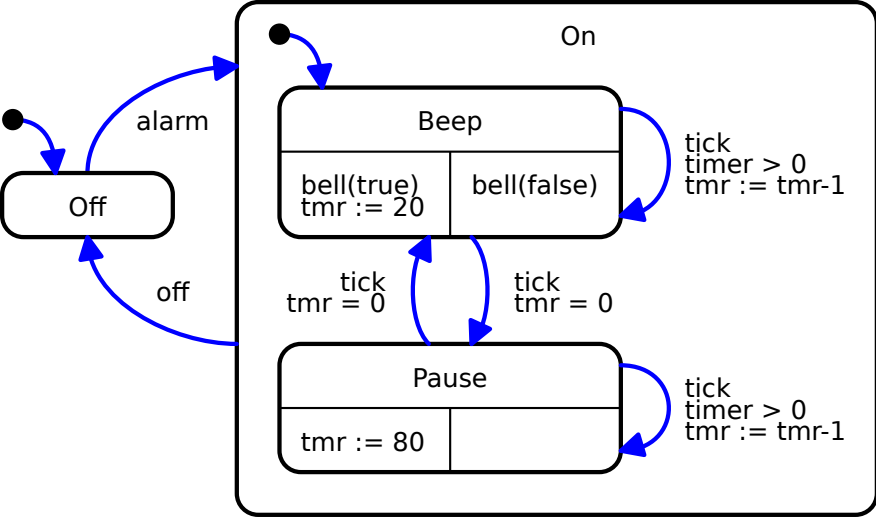 On
alarm
Off
off
Beep
bell(true)
tmr := 20
bell(false)
tick
timer > 0
tmr := tmr-1
tick
tmr = 0
tick
tmr = 0
Pause
tmr := 80
tick
timer > 0
tmr := tmr-1